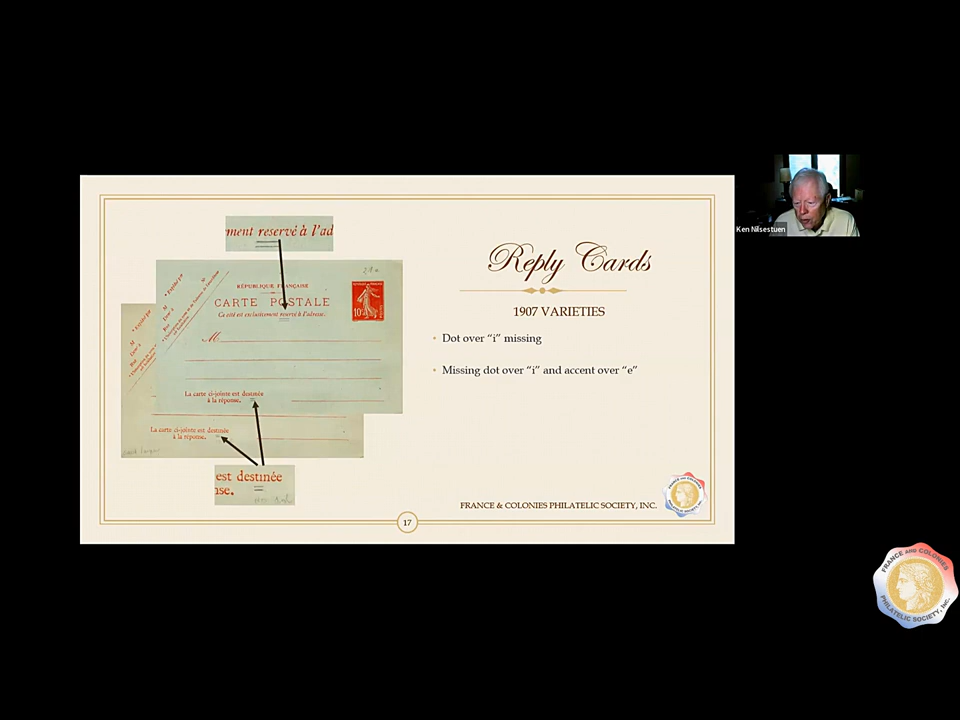 ment reservé à l'ad
RÉPUBLIQUE FRANÇAISE
CARTE POSTALE
Ce côté est exclusivement reservé à l'adresse.
M
10c
La carte ci-jointe est destinée
à la réponse.
La carte ci-jointe est destinée
à la réponse.
est destinée
nse.
Reply Cards
1907 VARIETIES
• Dot over “i” missing
• Missing dot over “i” and accent over “e”
FRANCE & COLONIES PHILATELIC SOCIETY, INC.
17
Ken Nilsestuen
FRANCE and COLONIES
PHILATELIC SOCIETY, Inc.